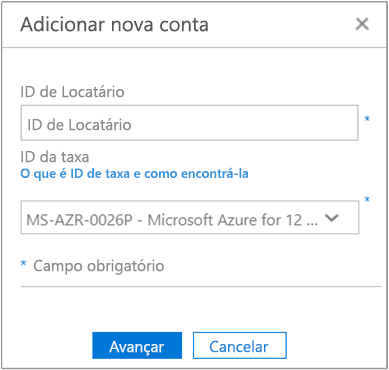 Adicionar nova conta
ID de Locatário
ID de Locatário
*
ID da taxa
O que é ID de taxa e como encontrá-la
*
MS-AZR-0026P - Microsoft Azure for 12 ...
* Campo obrigatório
Avançar
Cancelar